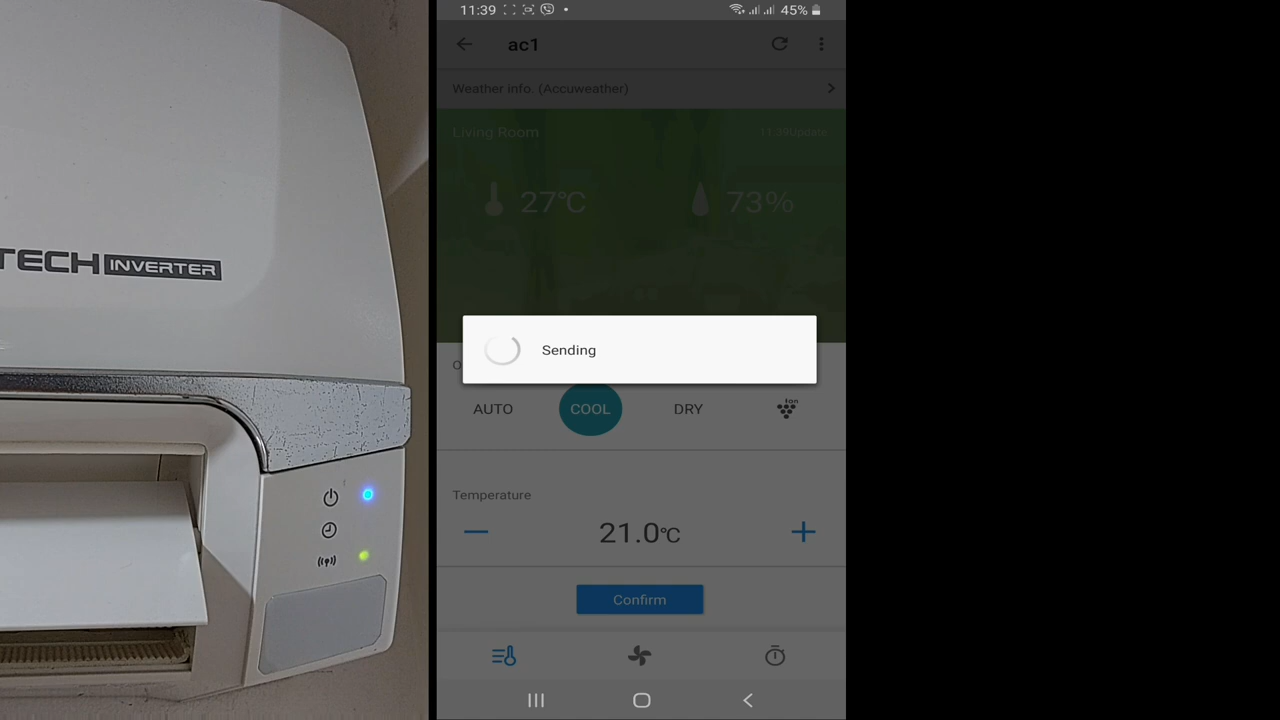 TECH INVERTER
11:39
45%
ac1
Weather info. (Accuweather)
Living Room
11:39Update
27°C
73%
Sending
AUTO
COOL
DRY
Ion
Temperature
21.0°C
Confirm